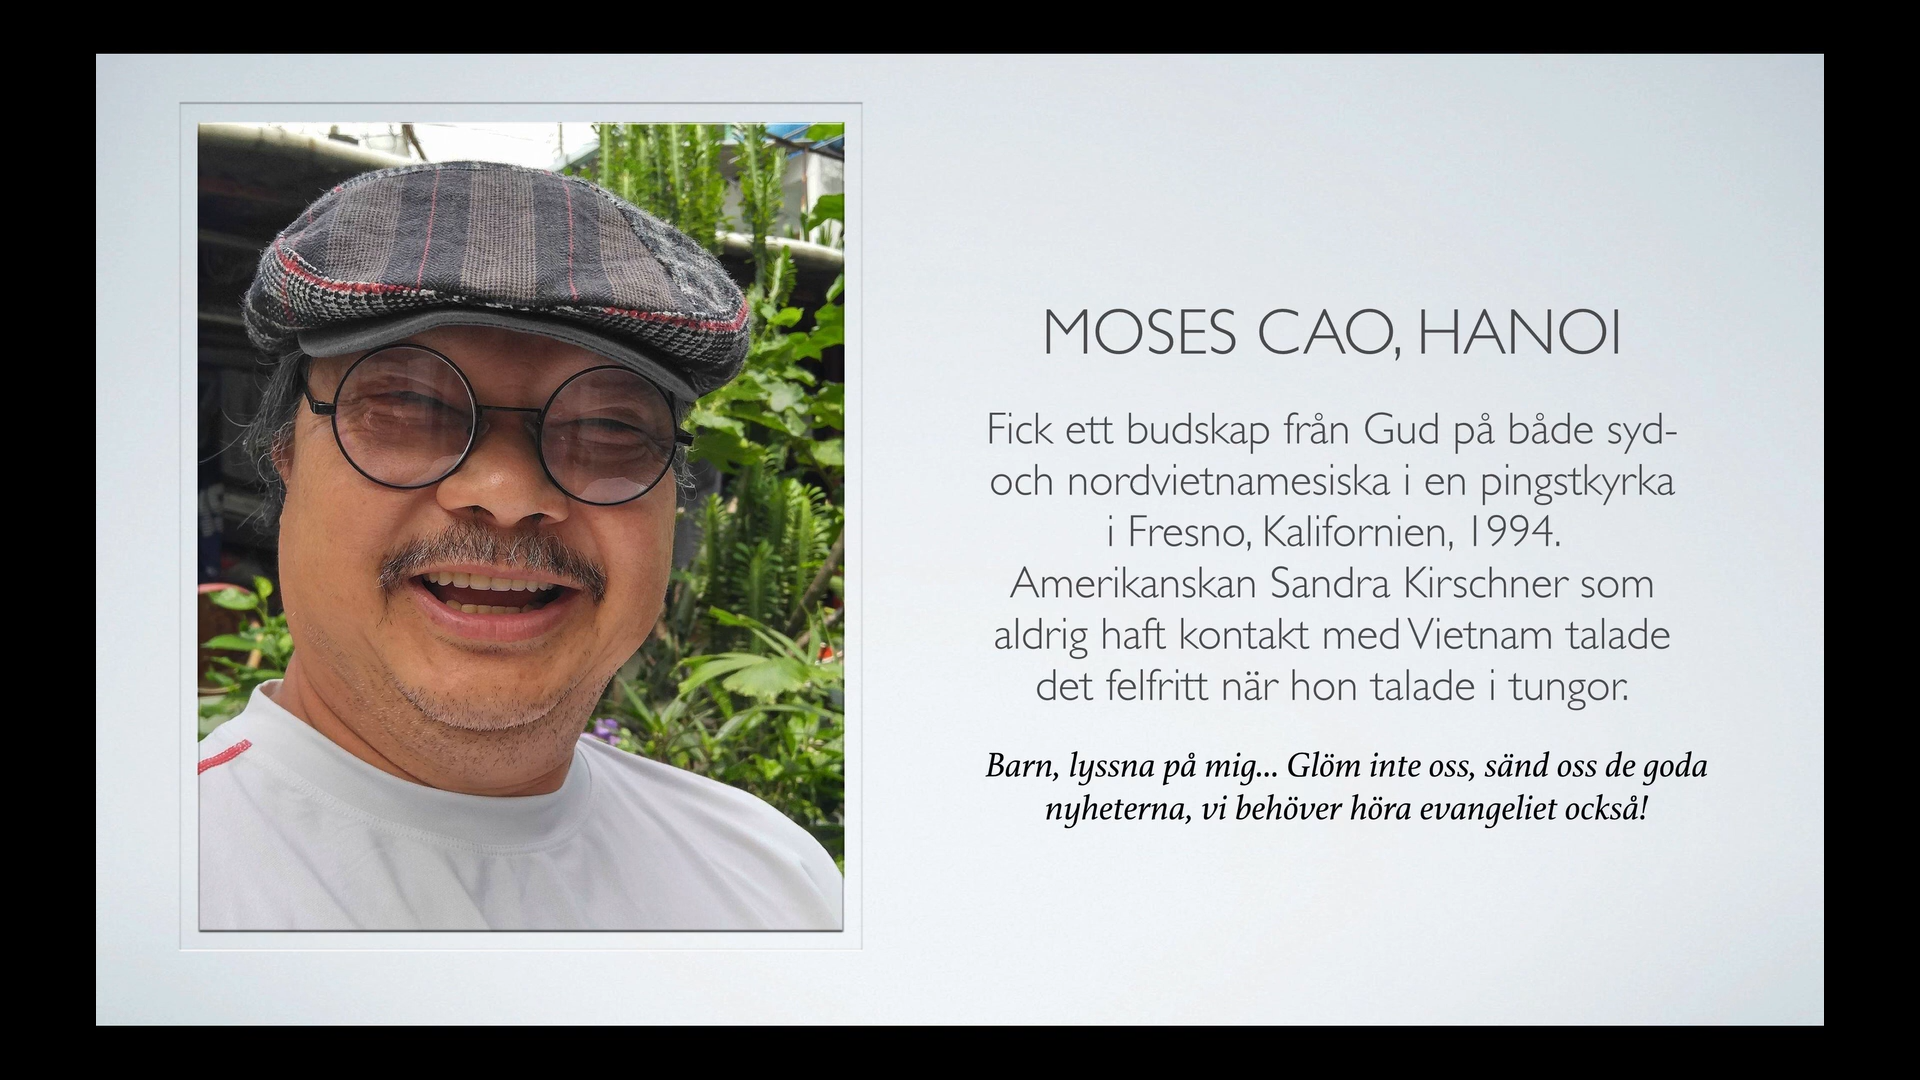 MOSES CAO, HANOI
Fick ett budskap från Gud på både syd-
och nordvietnamesiska i en pingstkyrka
i Fresno, Kalifornien, 1994.
Amerikanskan Sandra Kirschner som
aldrig haft kontakt med Vietnam talade
det felfritt när hon talade i tungor.
Barn, lyssna på mig... Glöm inte oss, sänd oss de goda
nyheterna, vi behöver höra evangeliet också!